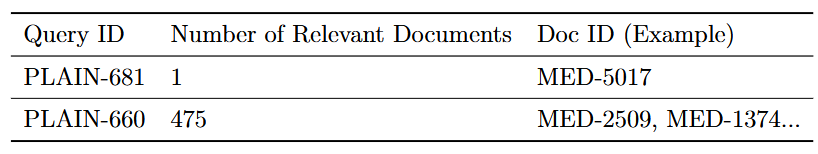 Query ID Number of Relevant Documents Doc ID (Example)
PLAIN-681 1 MED-5017
PLAIN-660 475 MED-2509, MED-1374...